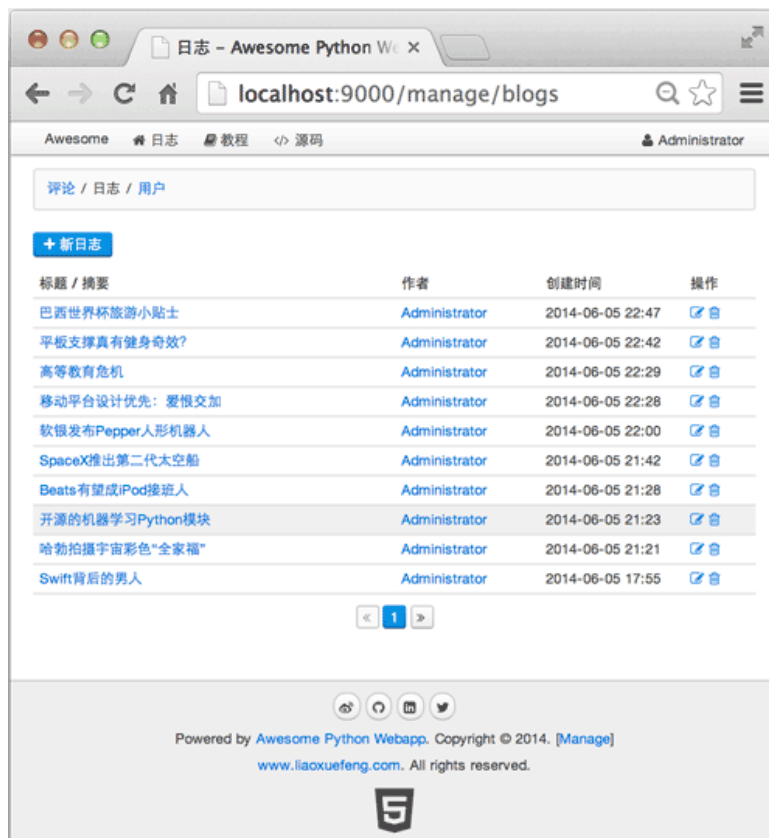 日志 – Awesome Python We
localhost:9000/manage/blogs
Awesome 日志 教程 </> 源码 Administrator
评论 / 日志 / 用户
+ 新日志
标题 / 摘要 作者 创建时间 操作
巴西世界杯旅游小贴士 Administrator 2014-06-05 22:47
平板支撑真有健身奇效? Administrator 2014-06-05 22:42
高等教育危机 Administrator 2014-06-05 22:29
移动平台设计优先：爱恨交加 Administrator 2014-06-05 22:28
软银发布Pepper人形机器人 Administrator 2014-06-05 22:00
SpaceX推出第二代太空船 Administrator 2014-06-05 21:42
Beats有望成iPod接班人 Administrator 2014-06-05 21:28
开源的机器学习Python模块 Administrator 2014-06-05 21:23
哈勃拍摄宇宙彩色“全家福” Administrator 2014-06-05 21:21
Swift背后的男人 Administrator 2014-06-05 17:55
« 1 »
Powered by Awesome Python Webapp. Copyright © 2014. [Manage]
www.liaoxuefeng.com. All rights reserved.
5